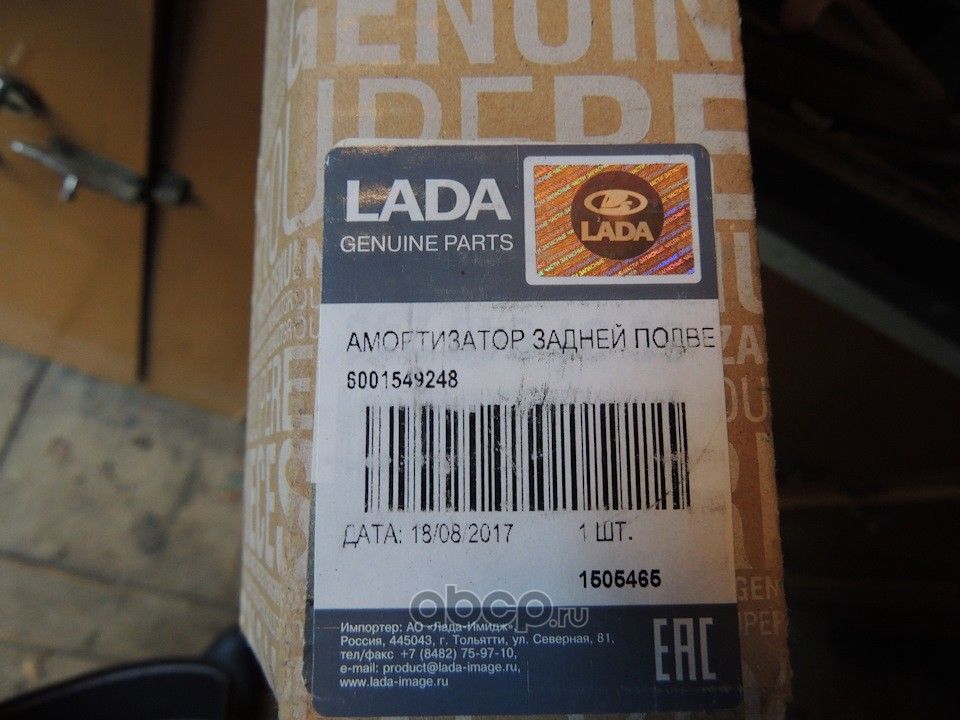 GENUIN
LADA
GENUINE PARTS
LADA
АМОРТИЗАТОР ЗАДНЕЙ ПОДВЕ
6001549248
ДАТА: 18/08/2017 1 ШТ.
1505465
abcp.ru
Импортер: АО «Лада-Имидж»,
Россия, 445043, г. Тольятти, ул. Северная, 81,
тел/факс +7 (8482) 75-97-10,
e-mail: product@lada-image.ru,
www.lada-image.ru
EAC